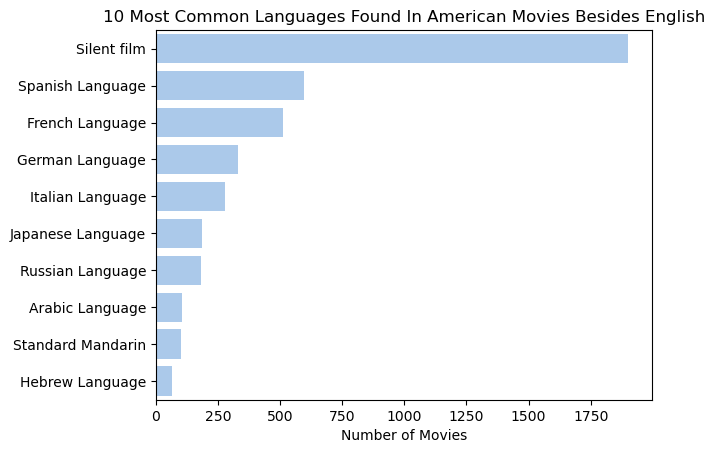 10 Most Common Languages Found In American Movies Besides English
Silent film
Spanish Language
French Language
German Language
Italian Language
Japanese Language
Russian Language
Arabic Language
Standard Mandarin
Hebrew Language
0 250 500 750 1000 1250 1500 1750
Number of Movies